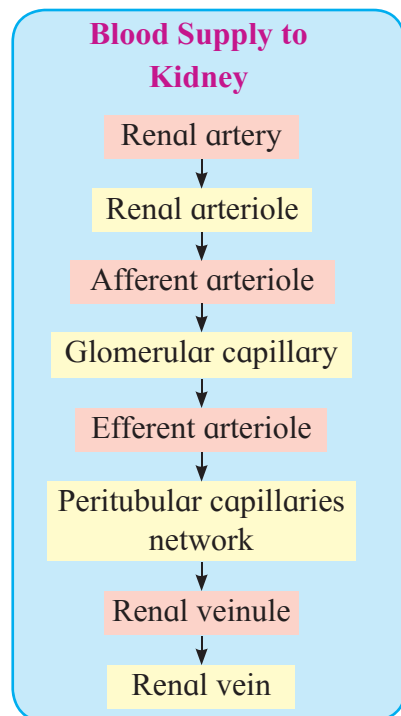 Blood Supply to
Kidney
Renal artery
Renal arteriole
Afferent arteriole
Glomerular capillary
Efferent arteriole
Peritubular capillaries
network
Renal veinule
Renal vein